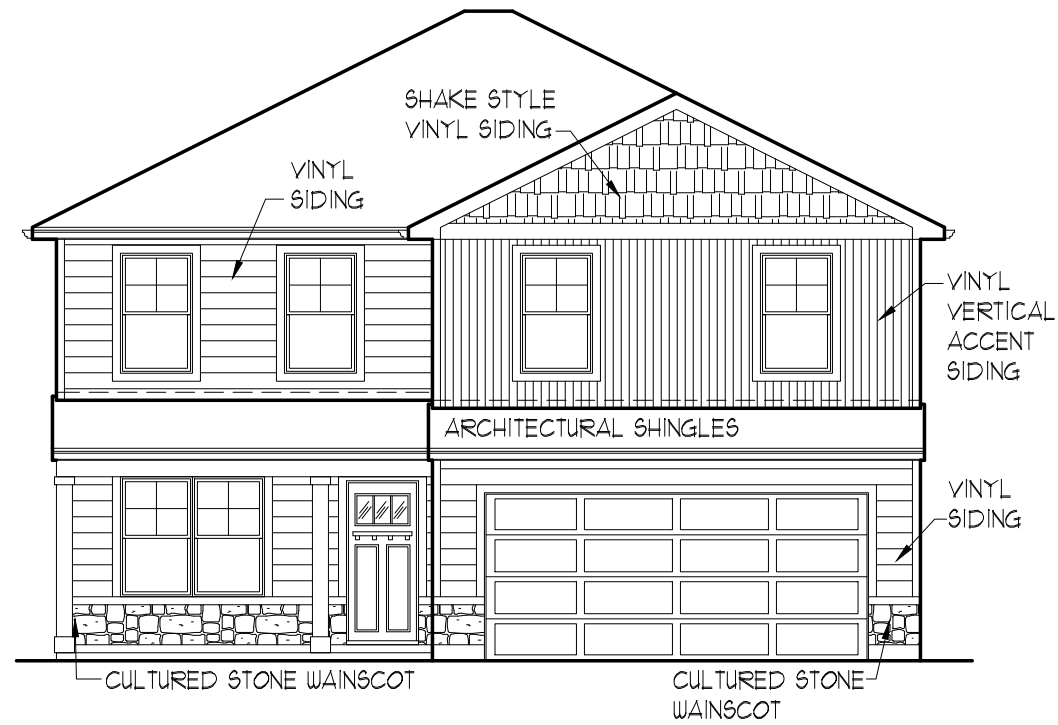 SHAKE STYLE
VINYL SIDING
VINYL
SIDING
VINYL
VERTICAL
ACCENT
SIDING
ARCHITECTURAL SHINGLES
VINYL
SIDING
CULTURED STONE WAINSCOT
CULTURED STONE
WAINSCOT